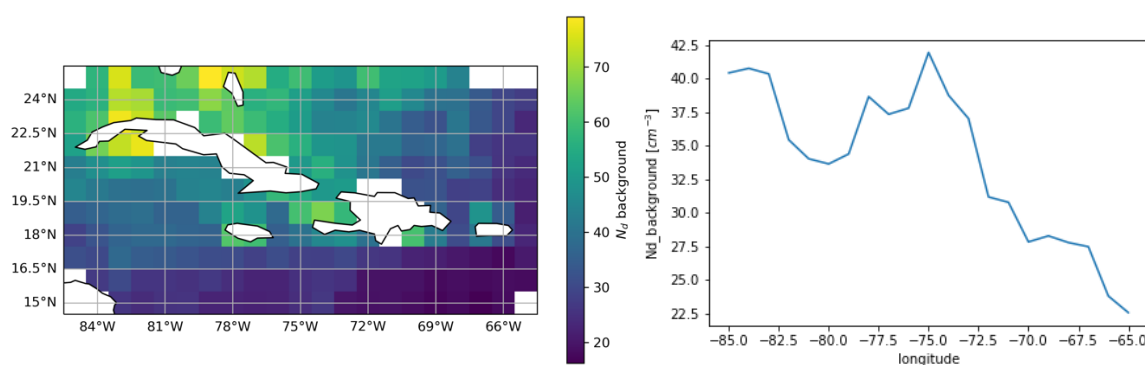 24°N
22.5°N
21°N
19.5°N
18°N
16.5°N
15°N
84°W 81°W 78°W 75°W 72°W 69°W 66°W
70
60
50
40
30
20
N_d background
42.5
40.0
37.5
35.0
32.5
30.0
27.5
25.0
22.5
Nd_background [cm⁻³]
−85.0 −82.5 −80.0 −77.5 −75.0 −72.5 −70.0 −67.5 −65.0
longitude